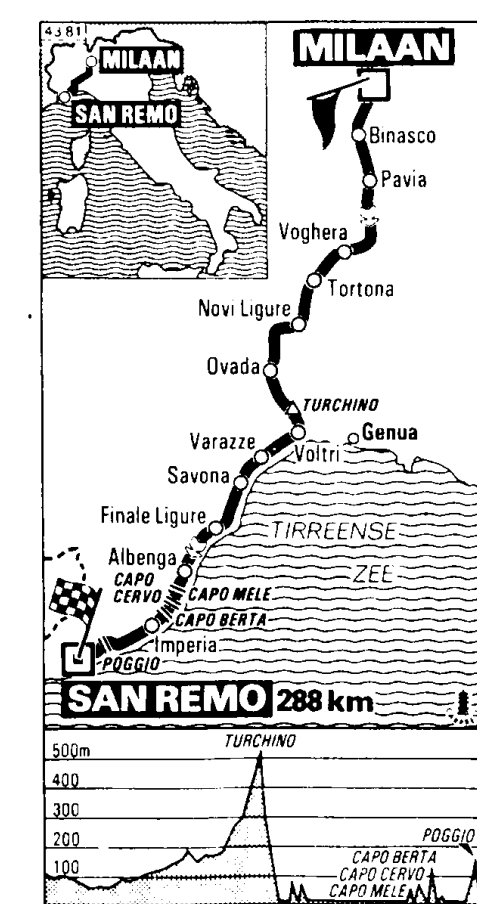 43 81
MILAAN
SAN REMO
MILAAN
Binasco
Pavia
Voghera
Tortona
Novi Ligure
Ovada
TURCHINO
Genua
Voltri
Varazze
Savona
Finale Ligure
TIRREENSE
ZEE
Albenga
CAPO
CERVO
CAPO MELE
CAPO BERTA
Imperia
POGGIO
SAN REMO 288 km
TURCHINO
500m
400
300
200
100
POGGIO
CAPO BERTA
CAPO CERVO
CAPO MELE